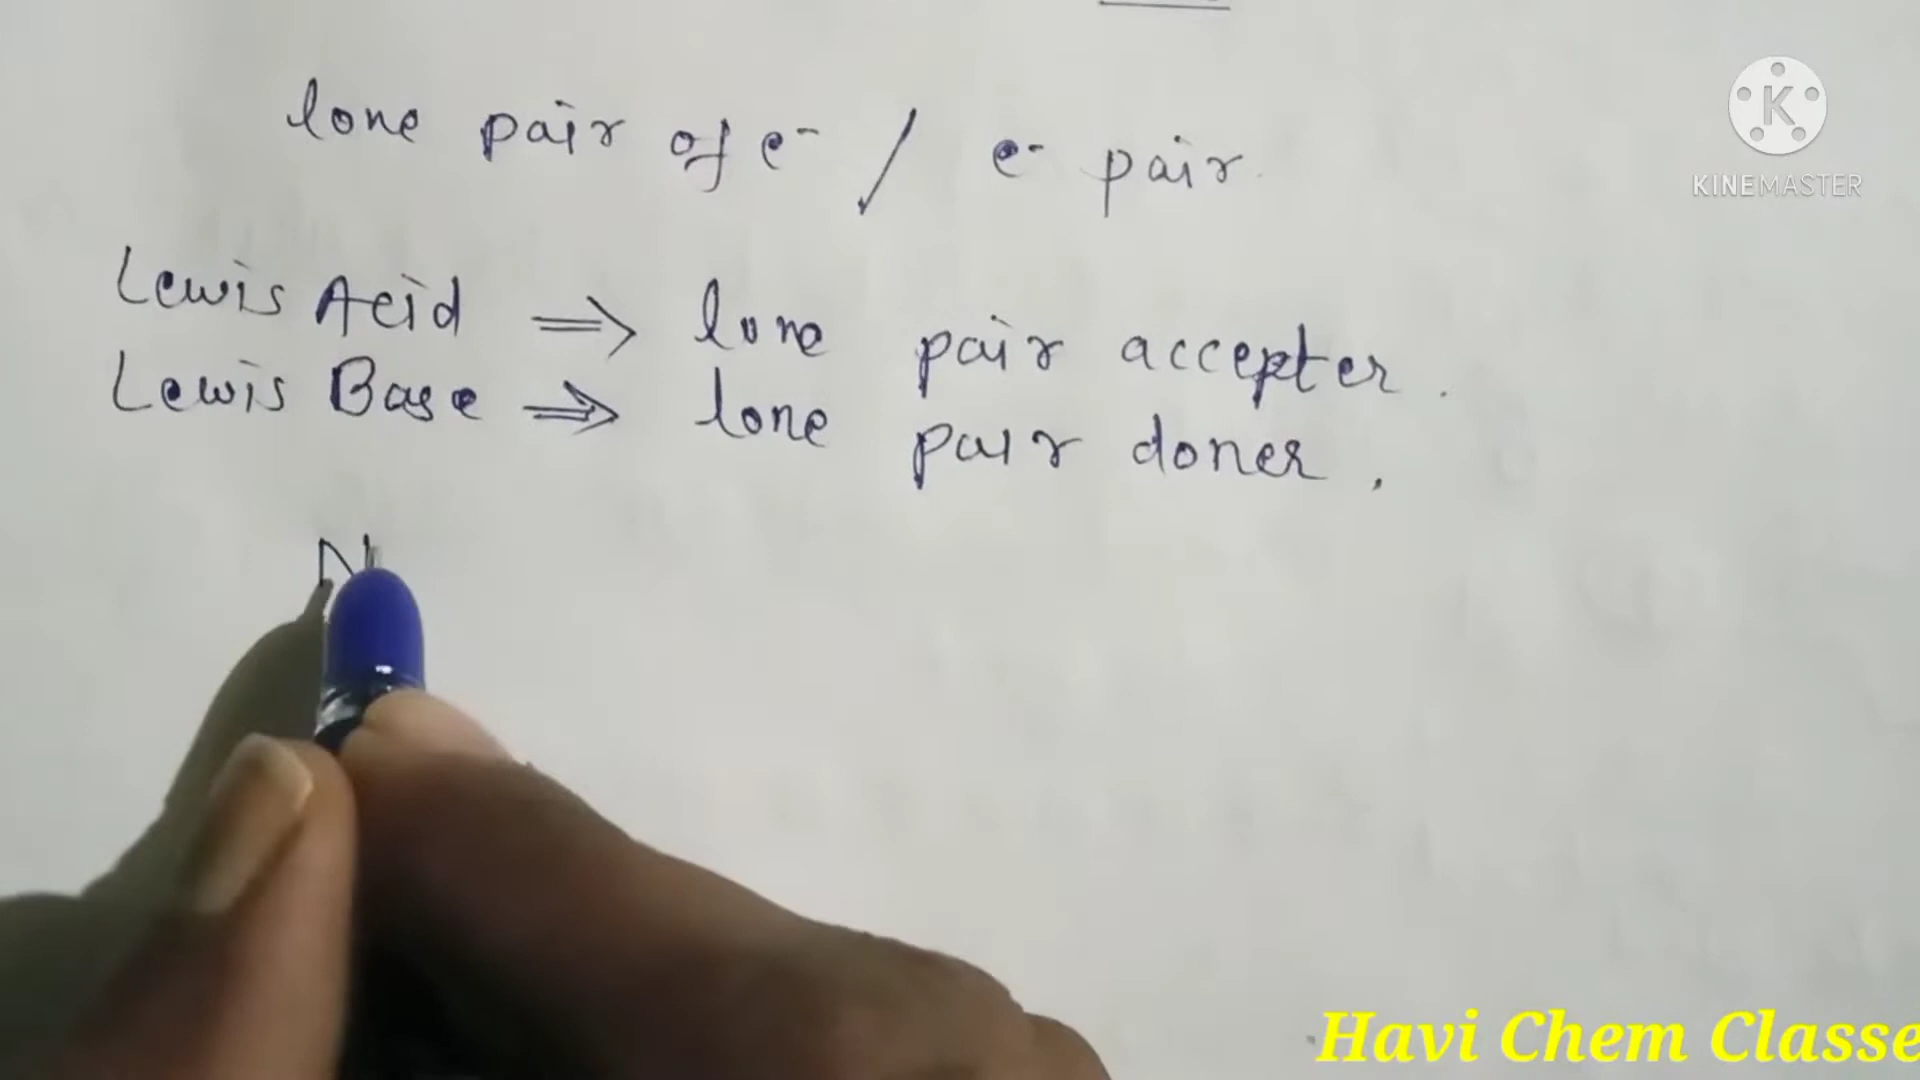 lone pair of e⁻ / e⁻ pair.
Lewis Acid ⇒ lone pair accepter.
Lewis Base ⇒ lone pair doner.
N
KINEMASTER
Havi Chem Classe